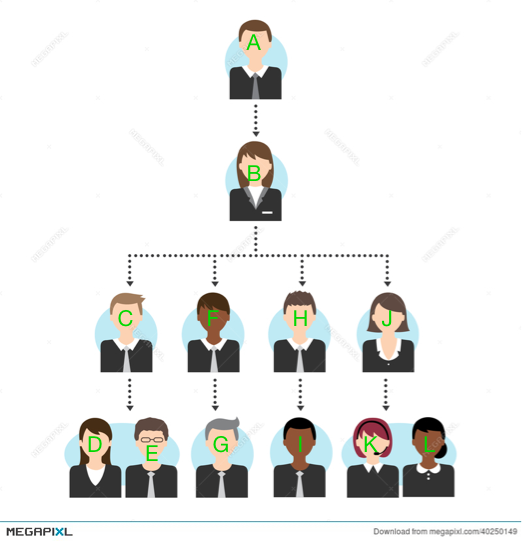 A
B
C F H J
D E G I K L
MEGAPIXL
Download from megapixl.com/40250149